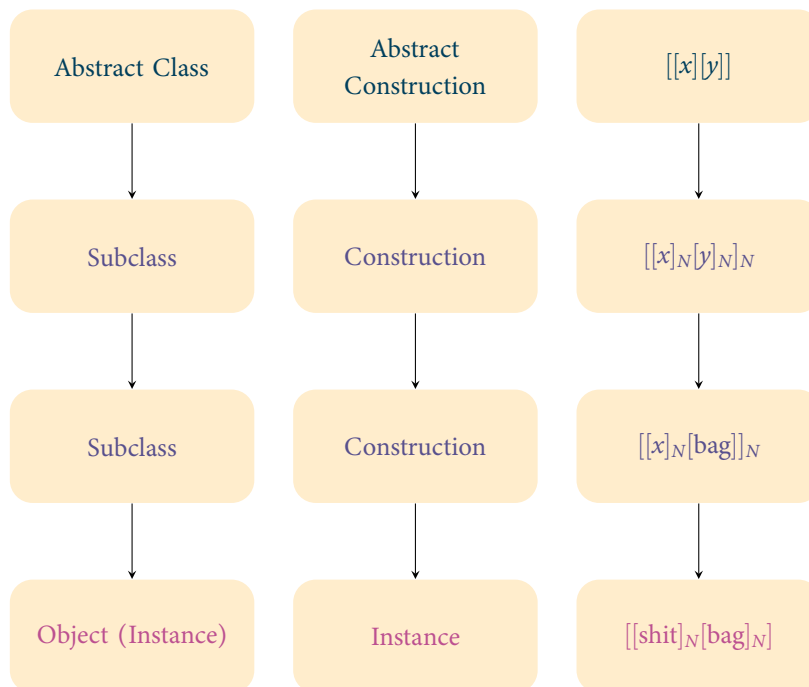 Abstract Class
Abstract
Construction
[[x][y]]
Subclass
Construction
[[x]N[y]N]N
Subclass
Construction
[[x]N[bag]]N
Object (Instance)
Instance
[[shit]N[bag]N]